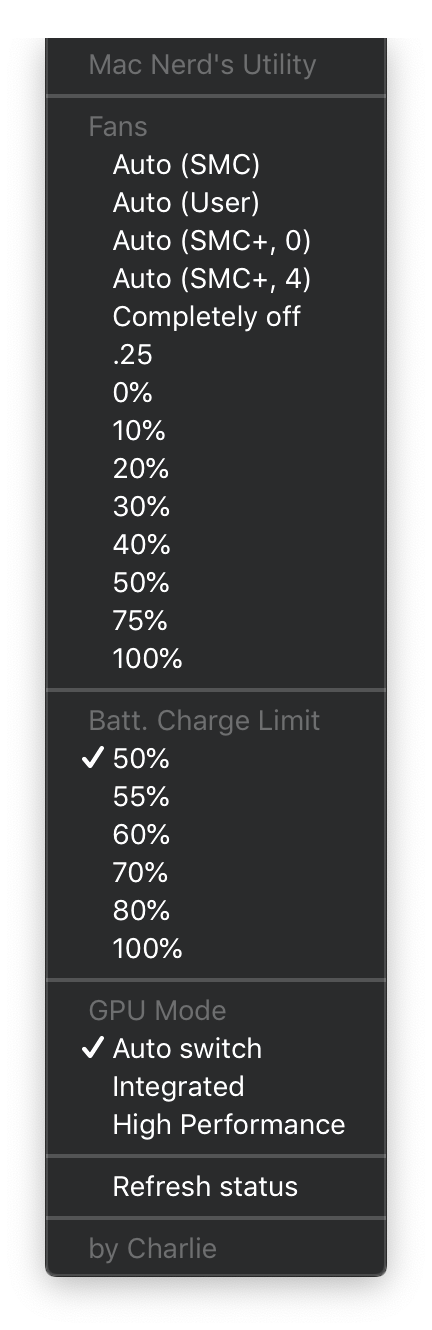 Mac Nerd's Utility
Fans
Auto (SMC)
Auto (User)
Auto (SMC+, 0)
Auto (SMC+, 4)
Completely off
.25
0%
10%
20%
30%
40%
50%
75%
100%
Batt. Charge Limit
✓ 50%
55%
60%
70%
80%
100%
GPU Mode
✓ Auto switch
Integrated
High Performance
Refresh status
by Charlie